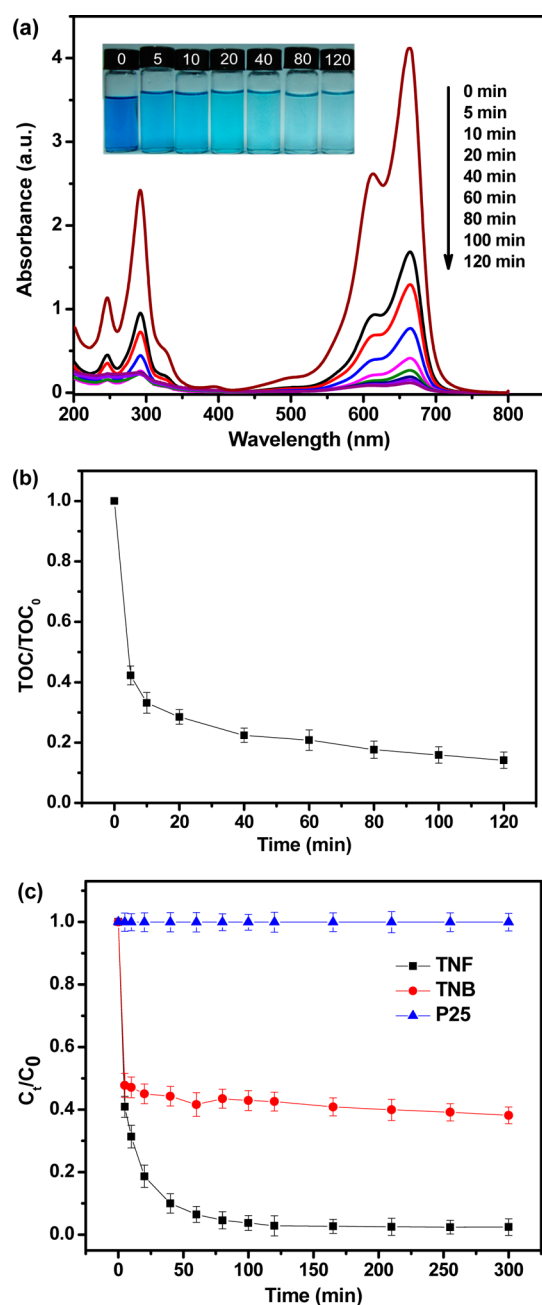 (a)
0 5 10 20 40 80 120
4
3
2
1
0
Absorbance (a.u.)
0 min
5 min
10 min
20 min
40 min
60 min
80 min
100 min
120 min
200 300 400 500 600 700 800
Wavelength (nm)
(b)
1.0
0.8
0.6
0.4
0.2
0.0
TOC/TOC0
0 20 40 60 80 100 120
Time (min)
(c)
1.0
0.8
0.6
0.4
0.2
0.0
Ct/C0
TNF
TNB
P25
0 50 100 150 200 250 300
Time (min)